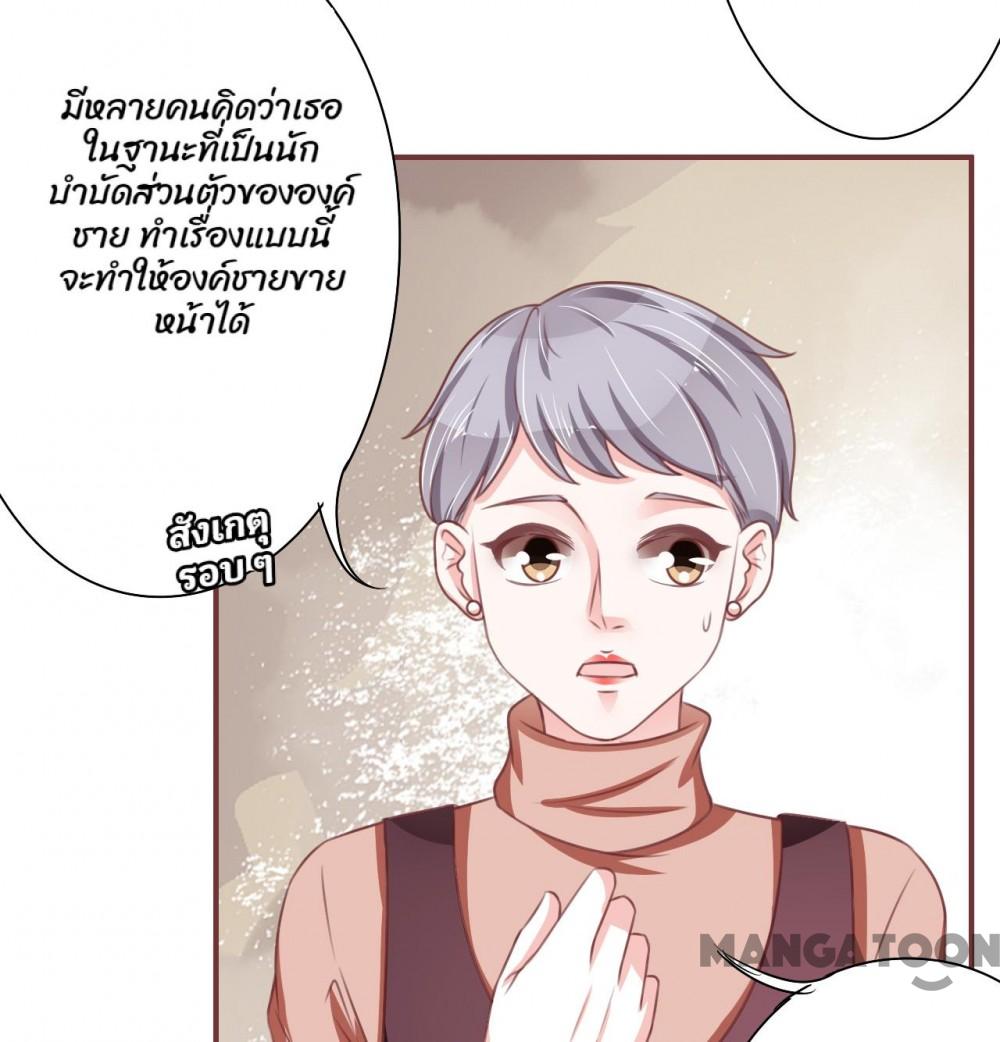 มีหลายคนคิดว่าเธอ
ในฐานะที่เป็นนัก
บำบัดส่วนตัวขององค์
ชาย ทำเรื่องแบบนี้
จะทำให้องค์ชายขาย
หน้าได้
สังเกตุ
รอบๆ
MANGATOON